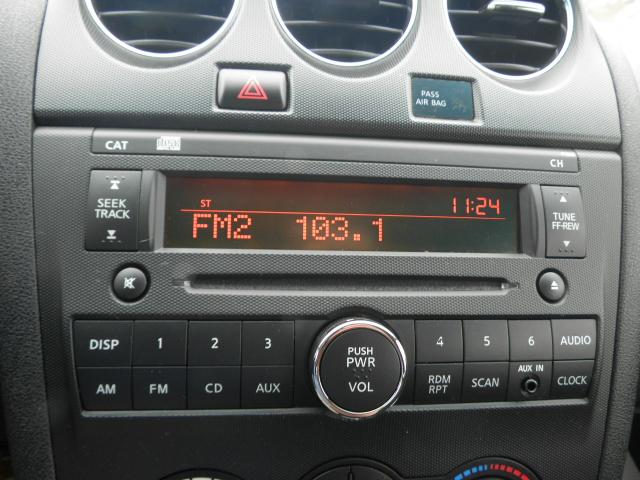 PASS
AIR BAG
CAT
CH
SEEK
TRACK
ST
11:24
FM2 103.1
TUNE
FF-REW
DISP 1 2 3
PUSH
PWR
VOL
4 5 6 AUDIO
AM FM CD AUX
RDM
RPT
SCAN
AUX IN
CLOCK